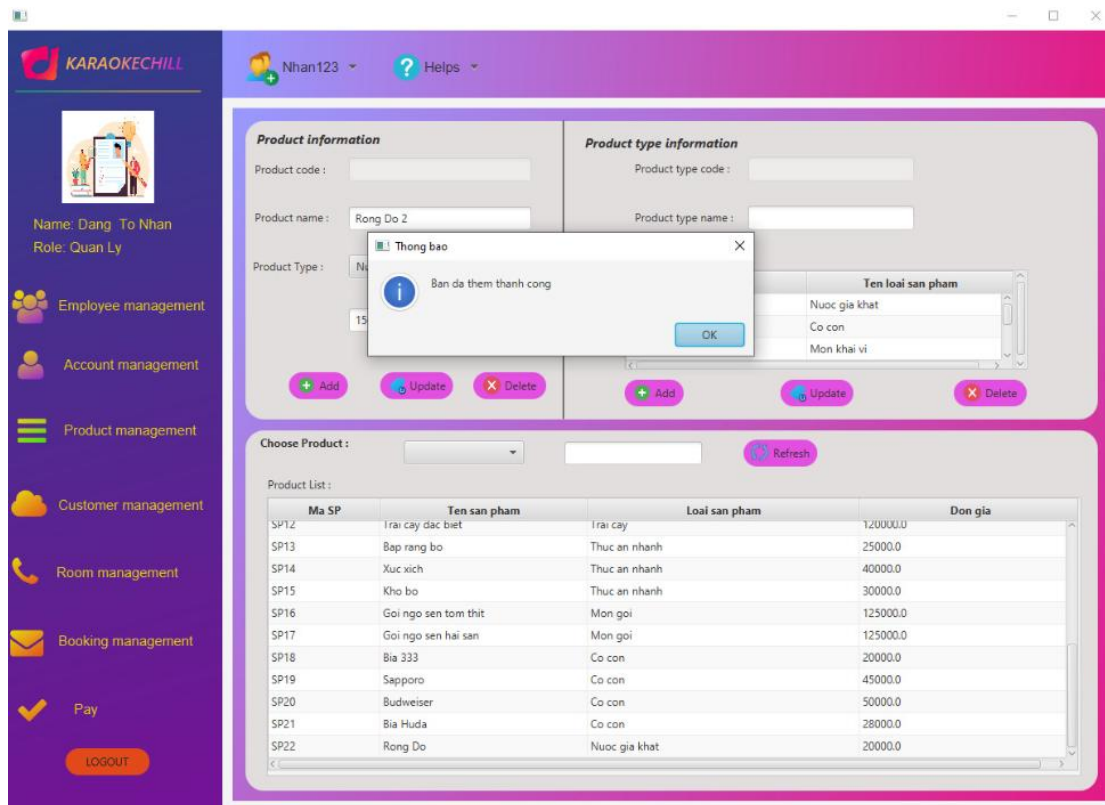 KARAOKECHILL
Nhan123
Helps
Name: Dang To Nhan
Role: Quan Ly
Employee management
Account management
Product management
Customer management
Room management
Booking management
Pay
LOGOUT
Product information
Product code :
Product name : Rong Do 2
Product Type :
15
Add Update Delete
Product type information
Product type code :
Product type name :
Ten loai san pham
Nuoc gia khat
Co con
Mon khai vi
Add Update Delete
Thong bao
Ban da them thanh cong
OK
Choose Product :
Refresh
Product List :
Ma SP Ten san pham Loai san pham Don gia
SP12 Trai cay dac biet Trai cay 120000.0
SP13 Bap rang bo Thuc an nhanh 25000.0
SP14 Xuc xich Thuc an nhanh 40000.0
SP15 Kho bo Thuc an nhanh 30000.0
SP16 Goi ngo sen tom thit Mon goi 125000.0
SP17 Goi ngo sen hai san Mon goi 125000.0
SP18 Bia 333 Co con 20000.0
SP19 Sapporo Co con 45000.0
SP20 Budweiser Co con 50000.0
SP21 Bia Huda Co con 28000.0
SP22 Rong Do Nuoc gia khat 20000.0